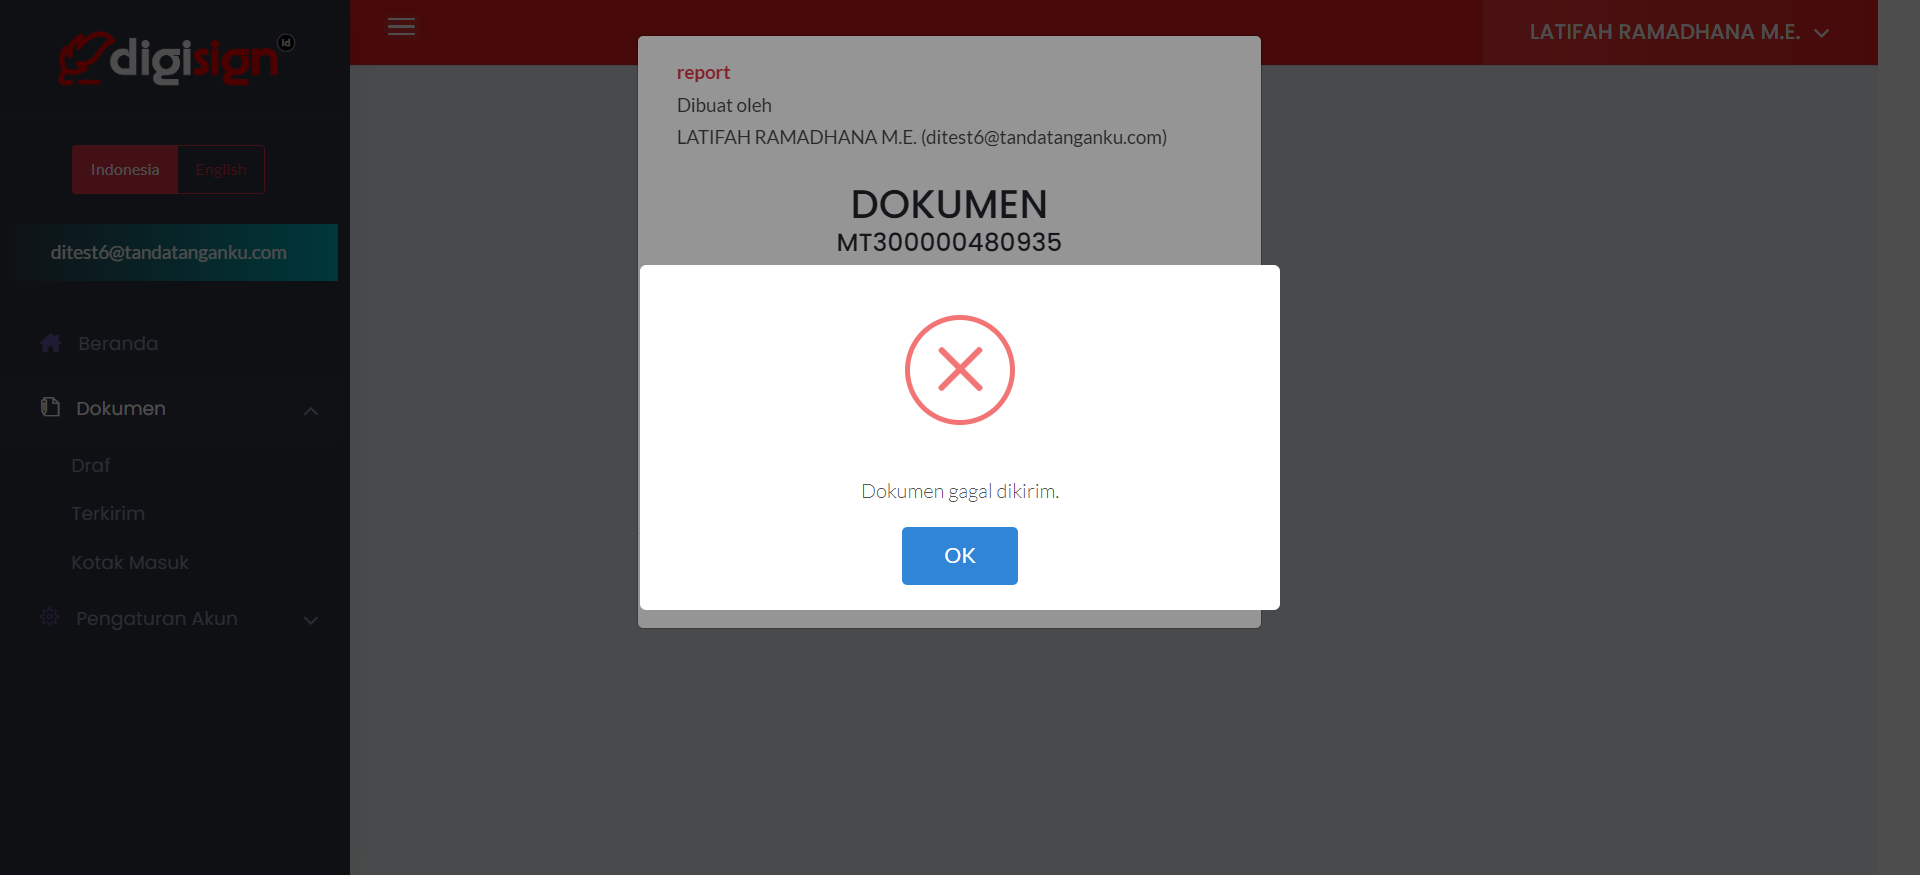 digisign id
LATIFAH RAMADHANA M.E.
Indonesia
English
ditest6@tandatanganku.com
Beranda
Dokumen
Draf
Terkirim
Kotak Masuk
Pengaturan Akun
report
Dibuat oleh
LATIFAH RAMADHANA M.E. (ditest6@tandatanganku.com)
DOKUMEN
MT300000480935
Dokumen gagal dikirim.
OK